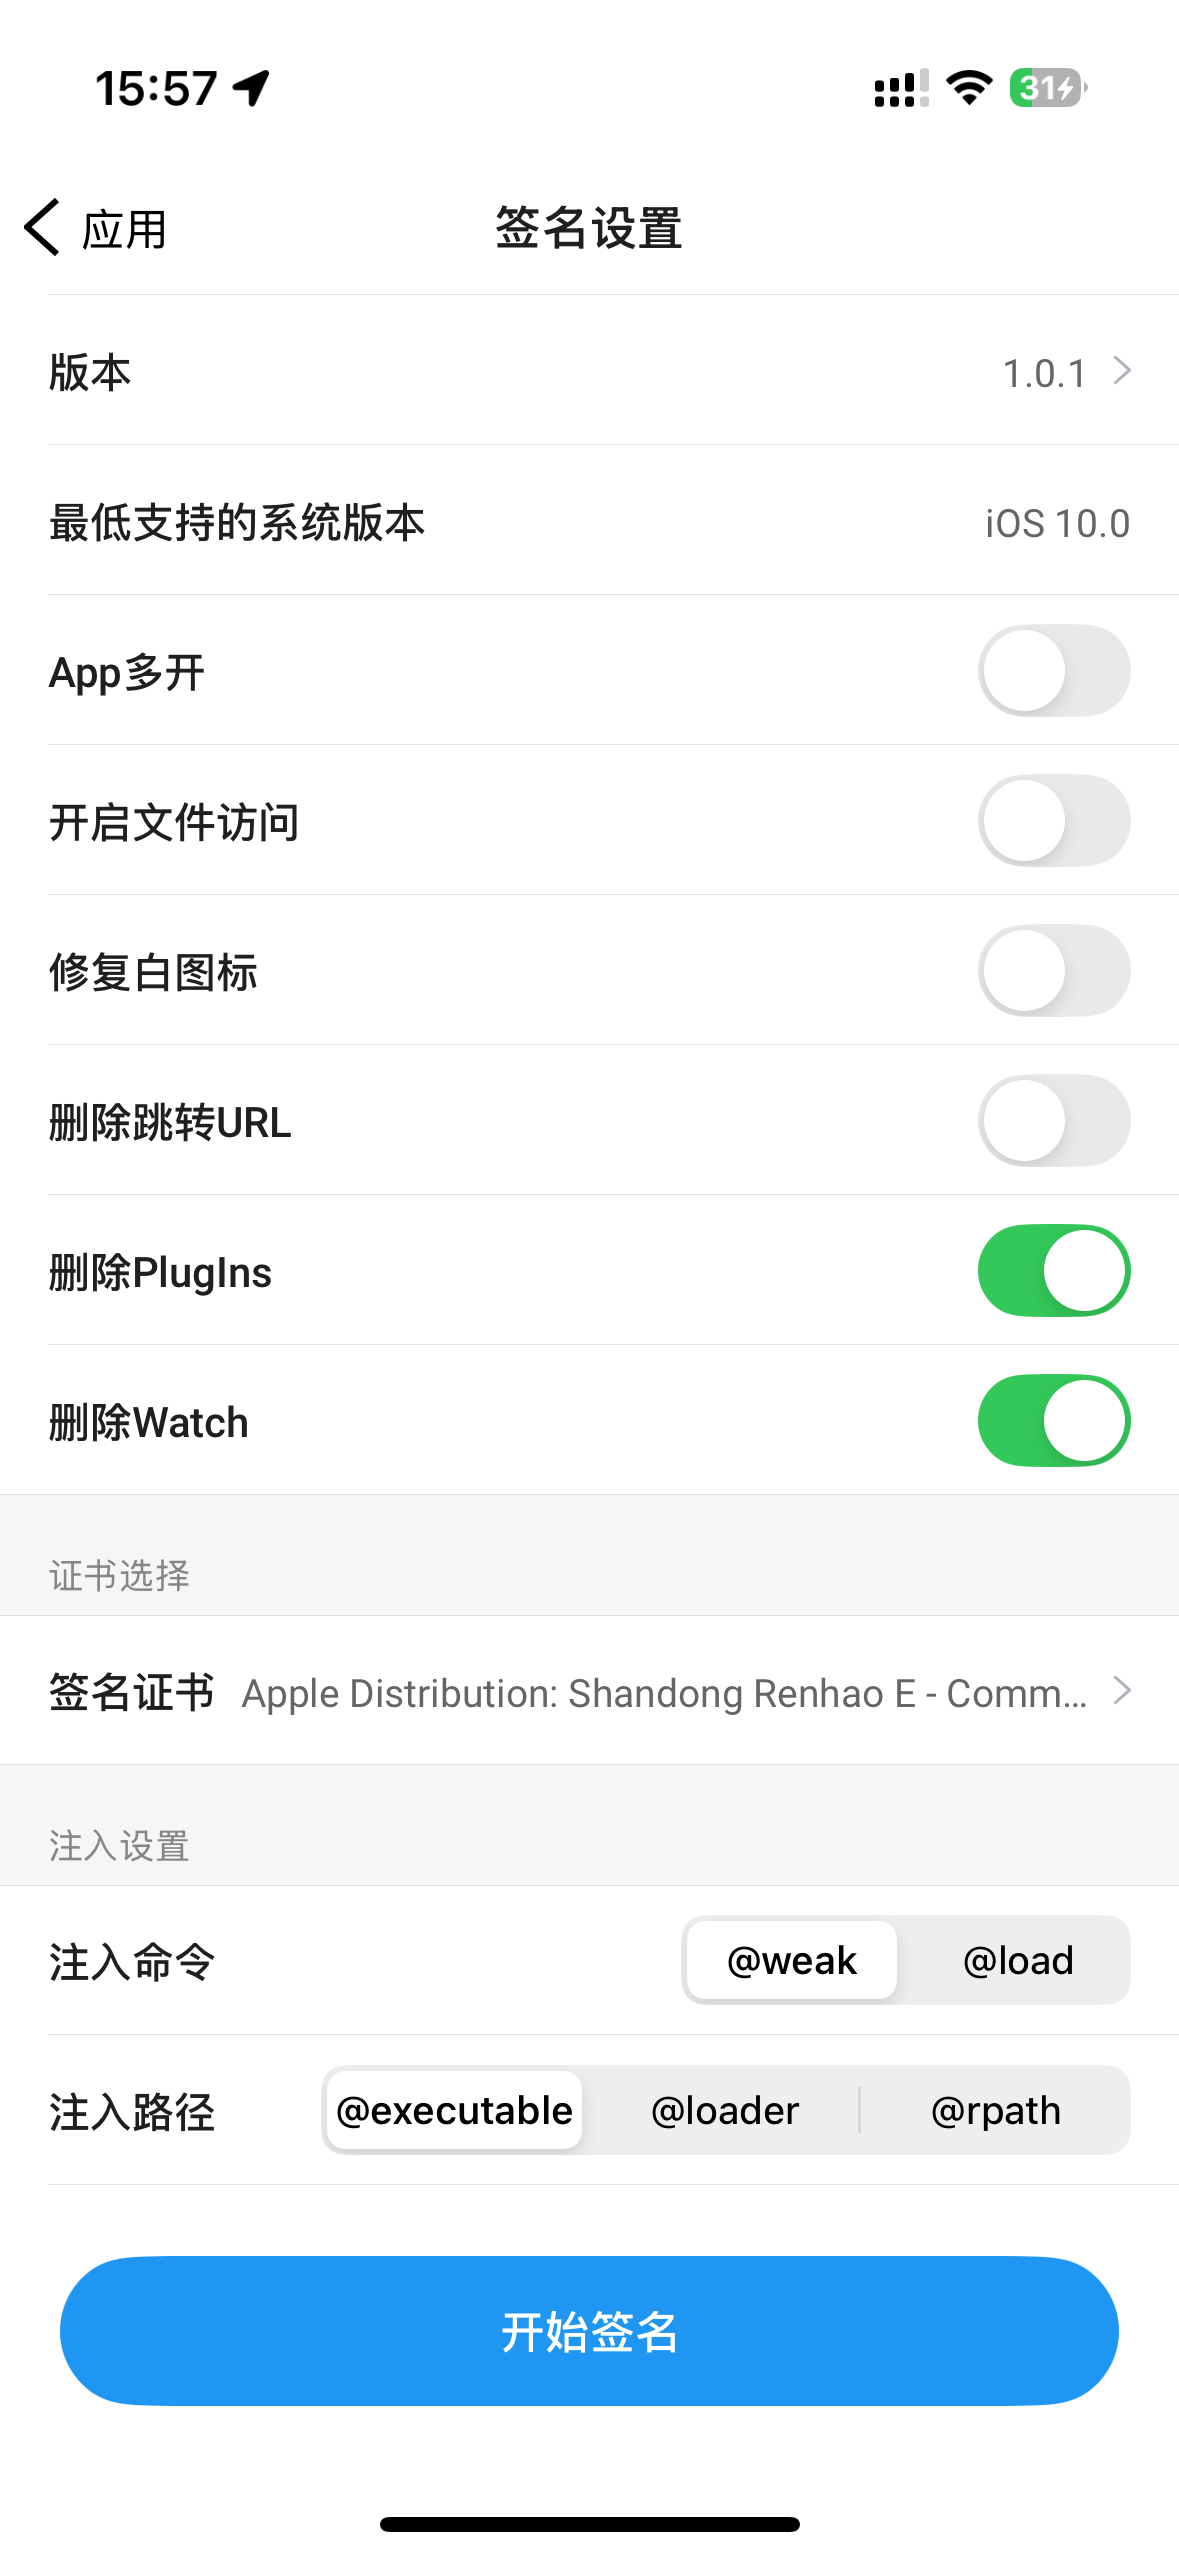 15:57
31
应用
签名设置
版本
1.0.1
最低支持的系统版本
iOS 10.0
App多开
开启文件访问
修复白图标
删除跳转URL
删除PlugIns
删除Watch
证书选择
签名证书 Apple Distribution: Shandong Renhao E - Comm...
注入设置
注入命令 @weak @load
注入路径 @executable @loader @rpath
开始签名